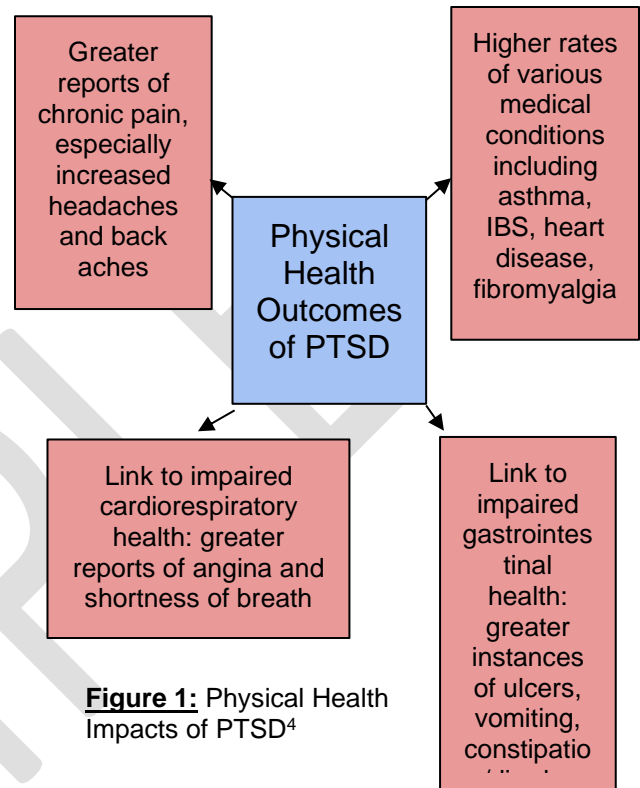 Greater
reports of
chronic pain,
especially
increased
headaches
and back
aches
Higher rates
of various
medical
conditions
including
asthma,
IBS, heart
disease,
fibromyalgia
Physical
Health
Outcomes
of PTSD
Link to impaired
cardiorespiratory
health: greater
reports of angina and
shortness of breath
Link to
impaired
gastrointes
tinal
health:
greater
instances
of ulcers,
vomiting,
constipatio
Figure 1: Physical Health
Impacts of PTSD⁴